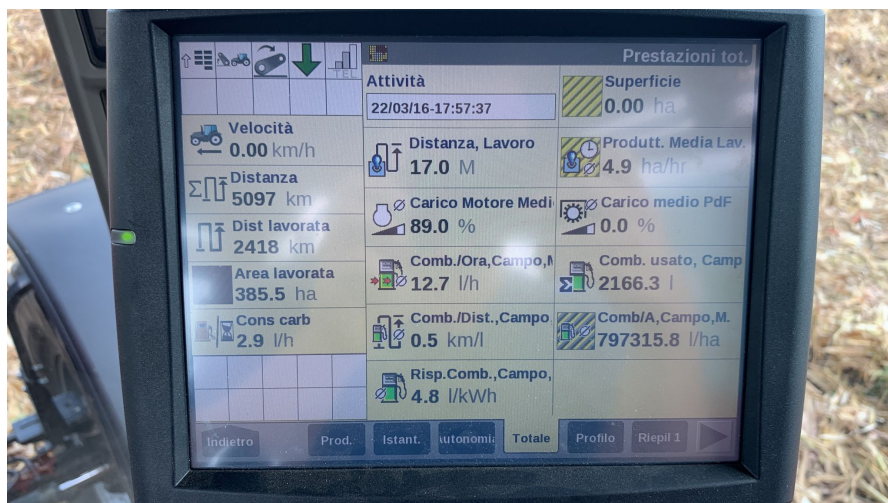 TEL
Prestazioni tot.
Velocità
0.00 km/h
Distanza
5097 km
Dist lavorata
2418 km
Area lavorata
385.5 ha
Cons carb
2.9 l/h
Attività
22/03/16-17:57:37
Superficie
0.00 ha
Distanza, Lavoro
17.0 M
Produtt. Media Lav.
4.9 ha/hr
Carico Motore Medi
89.0 %
Carico medio PdF
0.0 %
Comb./Ora,Campo,M
12.7 l/h
Comb. usato, Camp
2166.3 l
Comb./Dist.,Campo
0.5 km/l
Comb/A,Campo,M.
797315.8 l/ha
Risp.Comb.,Campo,
4.8 l/kWh
Indietro
Prod.
Istant.
utonomi
Totale
Profilo
Riepil 1